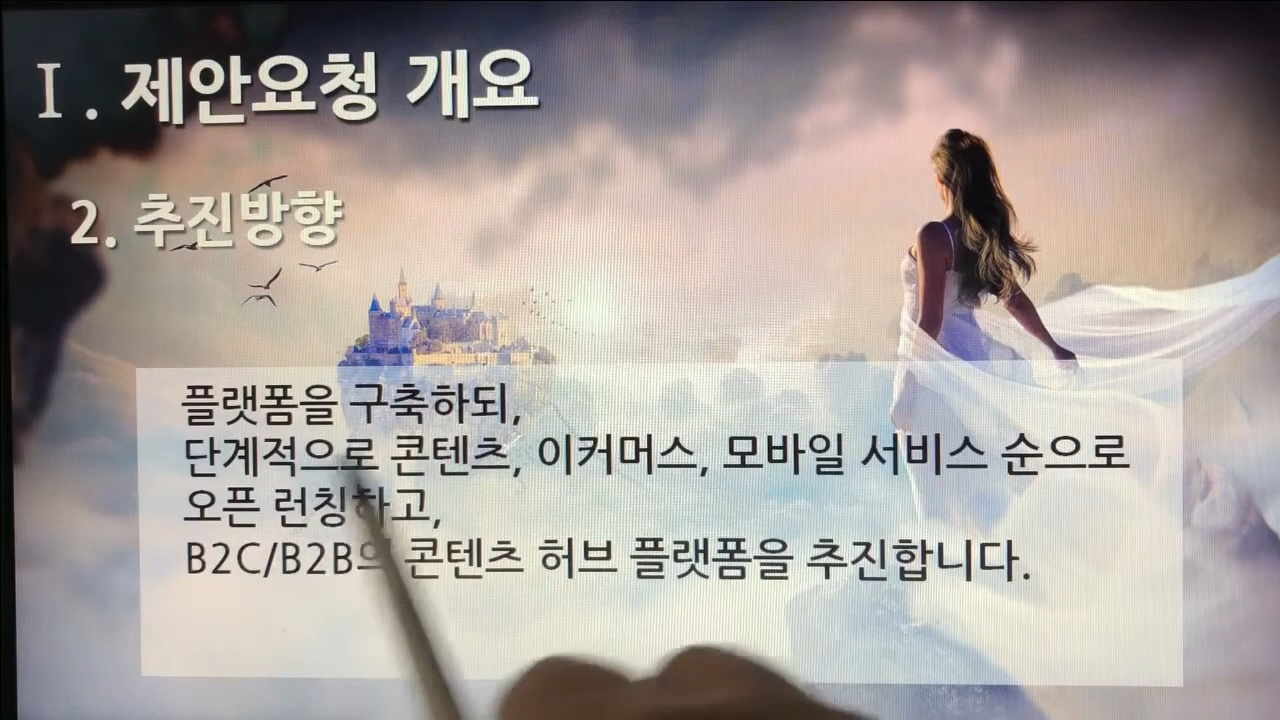 Ⅰ. 제안요청 개요
2. 추진방향
플랫폼을 구축하되,
단계적으로 콘텐츠, 이커머스, 모바일 서비스 순으로
오픈 런칭하고,
B2C/B2B의 콘텐츠 허브 플랫폼을 추진합니다.